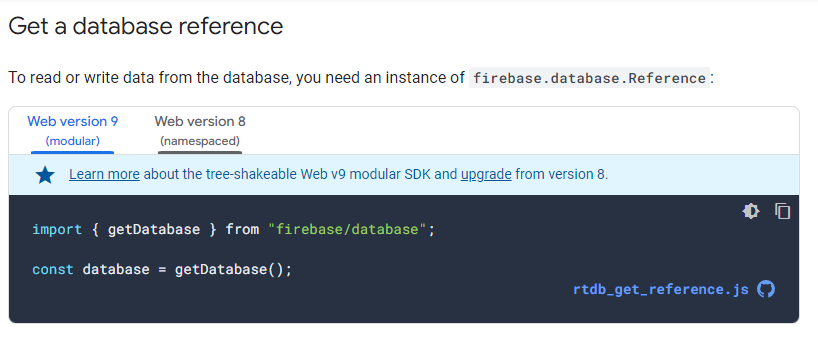 Get a database reference
To read or write data from the database, you need an instance of firebase.database.Reference:
Web version 9 Web version 8
(modular) (namespaced)
Learn more about the tree-shakeable Web v9 modular SDK and upgrade from version 8.
import { getDatabase } from "firebase/database";
const database = getDatabase();
rtdb_get_reference.js